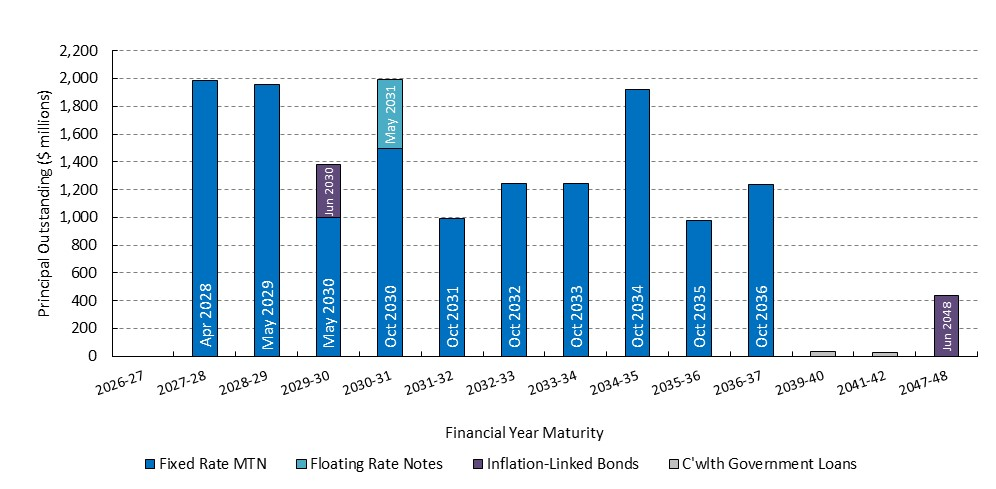 Principal Outstanding ($ millions)
2,200
2,000
1,800
1,600
1,400
1,200
1,000
800
600
400
200
0
Apr 2028
May 2029
May 2030
Jun 2030
Oct 2030
May 2031
Oct 2031
Oct 2032
Oct 2033
Oct 2034
Oct 2035
Oct 2036
Jun 2048
2026-27
2027-28
2028-29
2029-30
2030-31
2031-32
2032-33
2033-34
2034-35
2035-36
2036-37
2039-40
2041-42
2047-48
Financial Year Maturity
Fixed Rate MTN
Floating Rate Notes
Inflation-Linked Bonds
C'wlth Government Loans